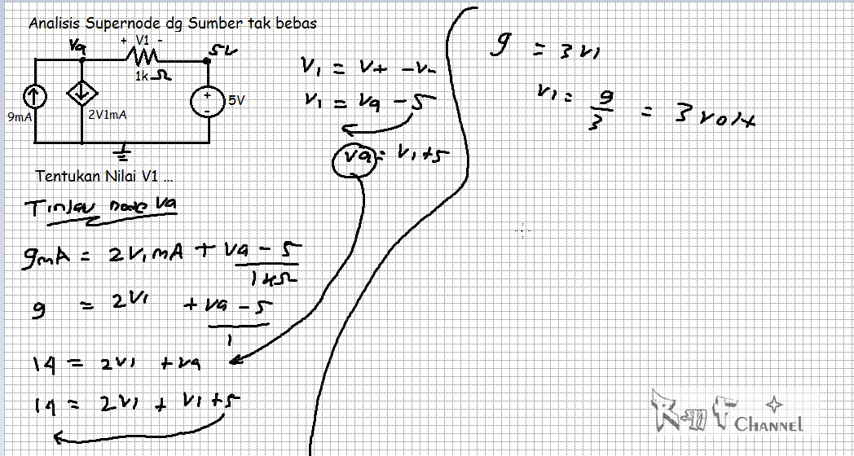 Analisis Supernode dg Sumber tak bebas
Va + V1 - 5V
1kΩ
9mA 2V1mA + - 5V
Tentukan Nilai V1 ...
Tinjau node Va
9mA = 2V1mA + Va - 5
1kΩ
9 = 2V1 + Va - 5
1
14 = 2V1 + Va
14 = 2V1 + V1 + 5
V1 = V+ - V-
V1 = Va - 5
Va = V1 + 5
9 = 3V1
V1 = 9/3 = 3 volt
RanF CHANNEL